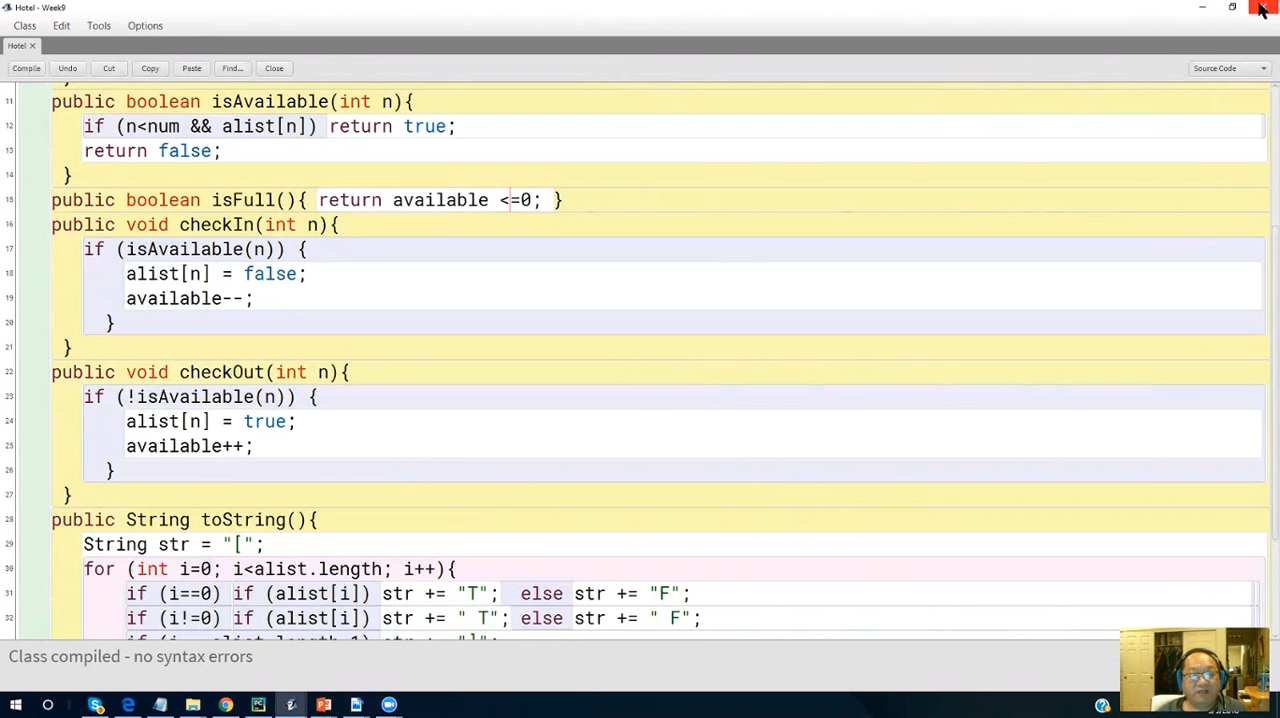 Hotel - Week9
Class Edit Tools Options
Hotel ×
Compile Undo Cut Copy Paste Find... Close Source Code
11 public boolean isAvailable(int n){
12 if (n<num && alist[n]) return true;
13 return false;
14 }
15 public boolean isFull(){ return available <=0; }
16 public void checkIn(int n){
17 if (isAvailable(n)) {
18 alist[n] = false;
19 available--;
20 }
21 }
22 public void checkOut(int n){
23 if (!isAvailable(n)) {
24 alist[n] = true;
25 available++;
26 }
27 }
28 public String toString(){
29 String str = "[";
30 for (int i=0; i<alist.length; i++){
31 if (i==0) if (alist[i]) str += "T"; else str += "F";
32 if (i!=0) if (alist[i]) str += " T"; else str += " F";
Class compiled - no syntax errors